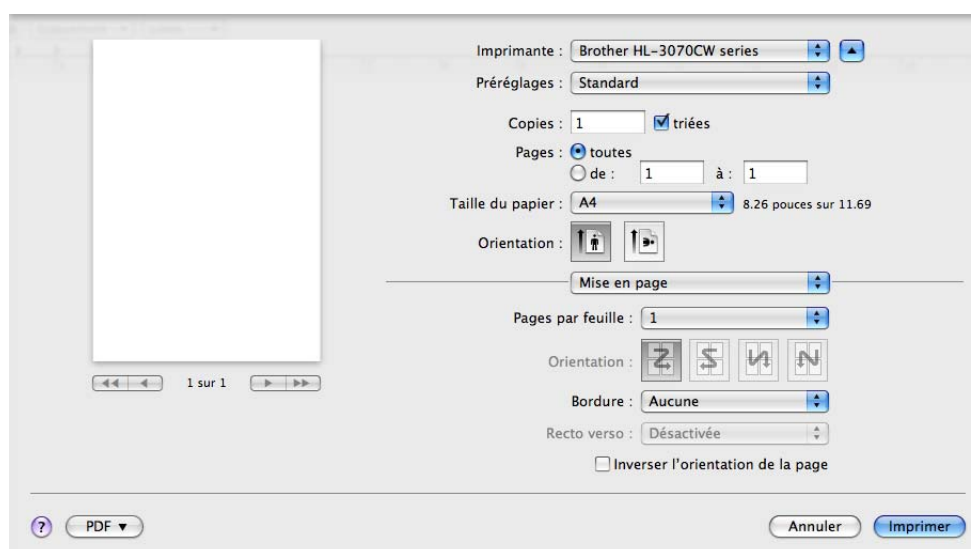 Imprimante : Brother HL-3070CW series
Préréglages : Standard
Copies : 1 triées
Pages : toutes
de : 1 à : 1
Taille du papier : A4 8.26 pouces sur 11.69
Orientation :
Mise en page
Pages par feuille : 1
Orientation :
Bordure : Aucune
Recto verso : Désactivée
Inverser l'orientation de la page
1 sur 1
? PDF Annuler Imprimer